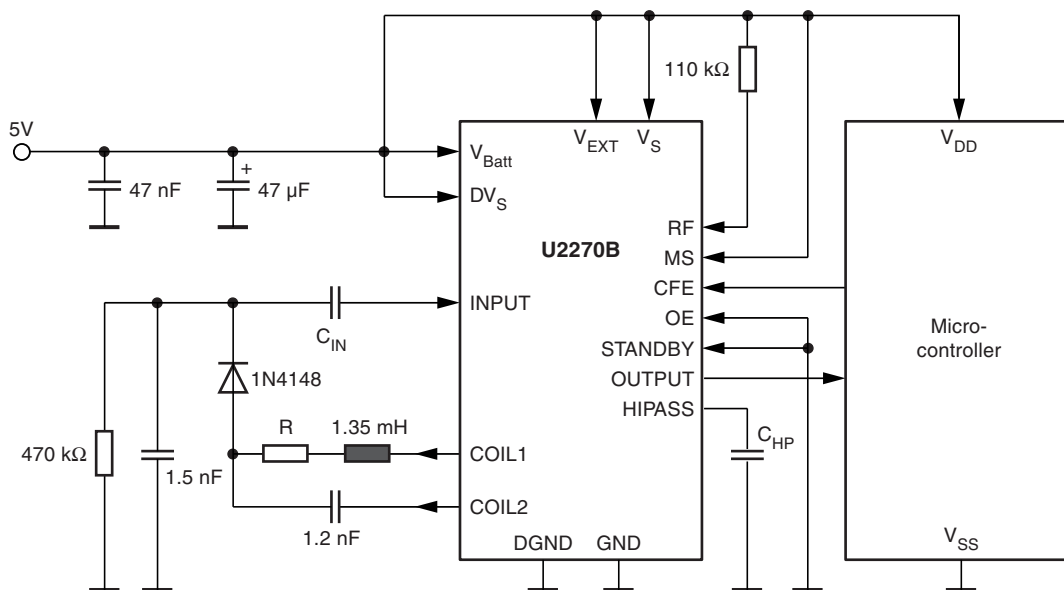 110 kΩ
5V
V_EXT
V_S
V_DD
V_Batt
47 nF
+
47 µF
DV_S
RF
U2270B
MS
CFE
INPUT
OE
C_IN
Micro-
controller
STANDBY
1N4148
OUTPUT
HIPASS
R
1.35 mH
C_HP
470 kΩ
COIL1
1.5 nF
COIL2
1.2 nF
DGND
GND
V_SS